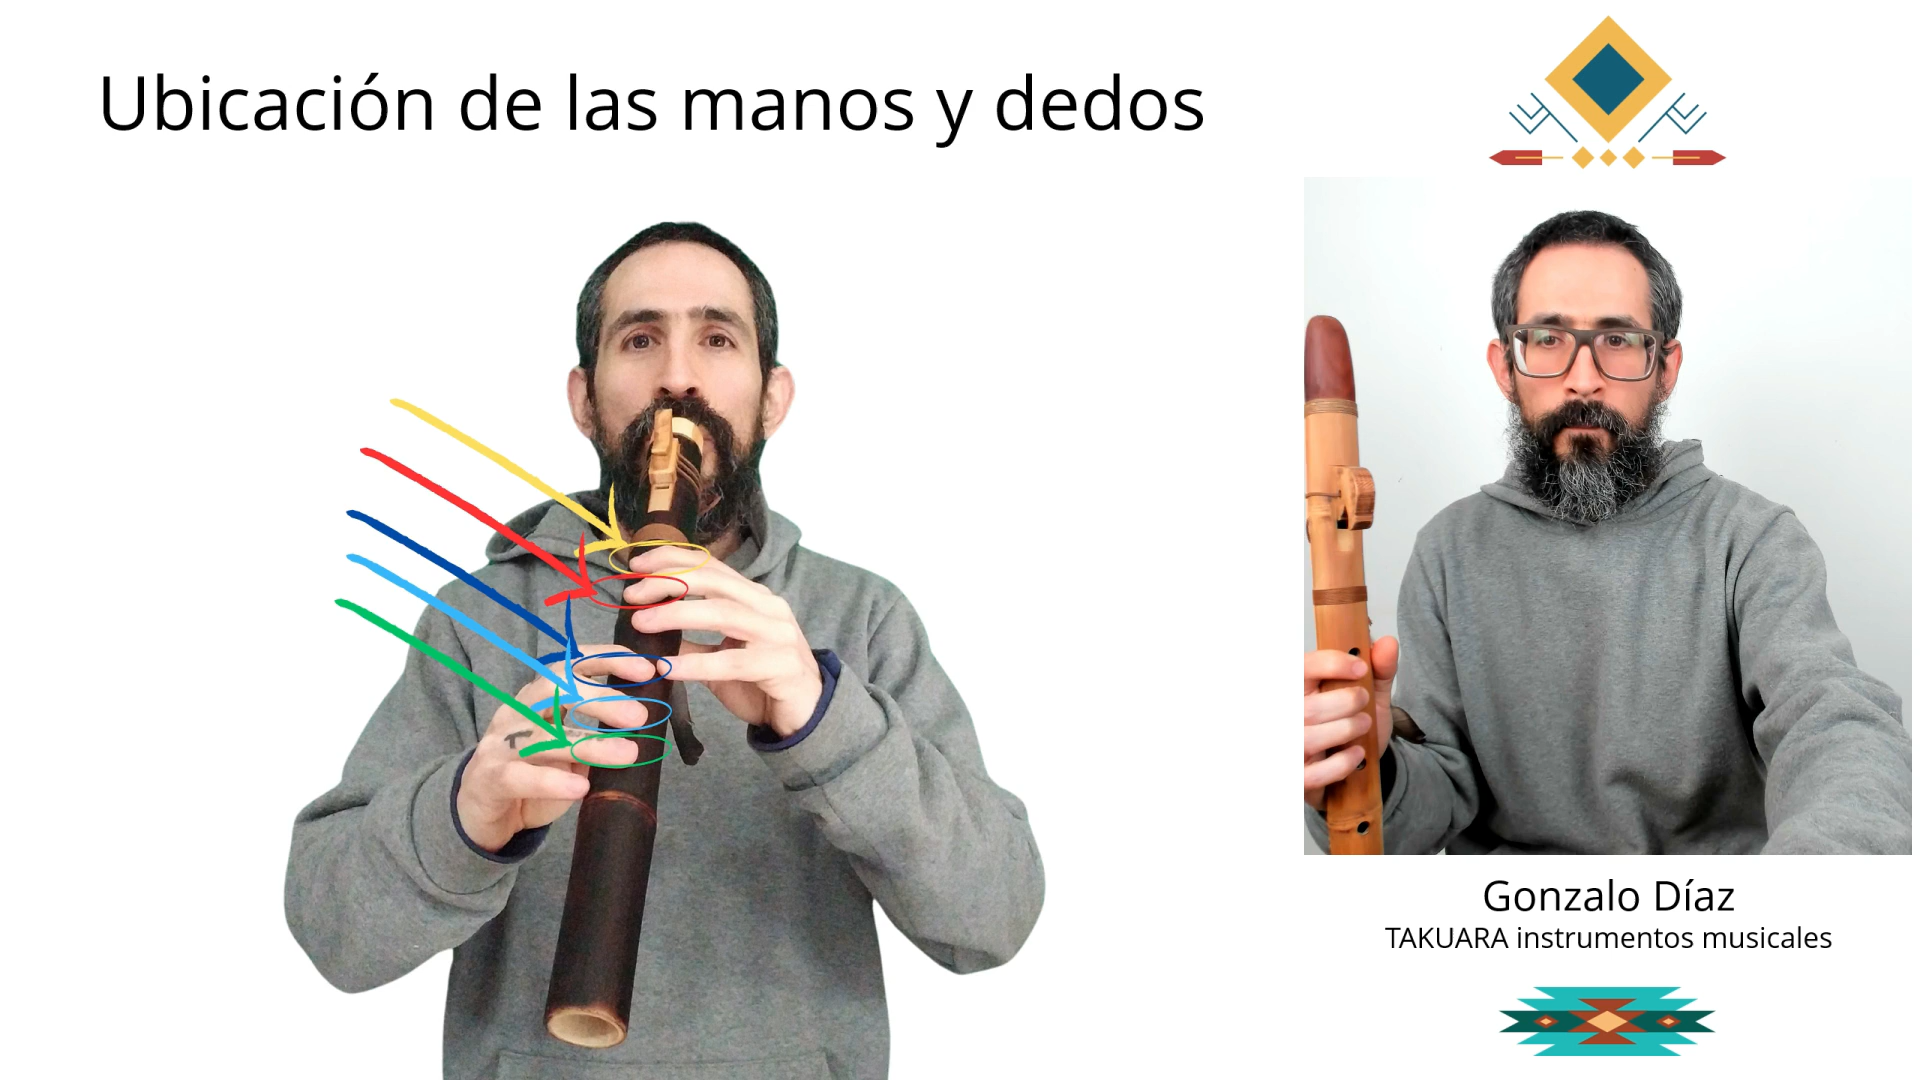 Ubicación de las manos y dedos
Gonzalo Díaz
TAKUARA instrumentos musicales